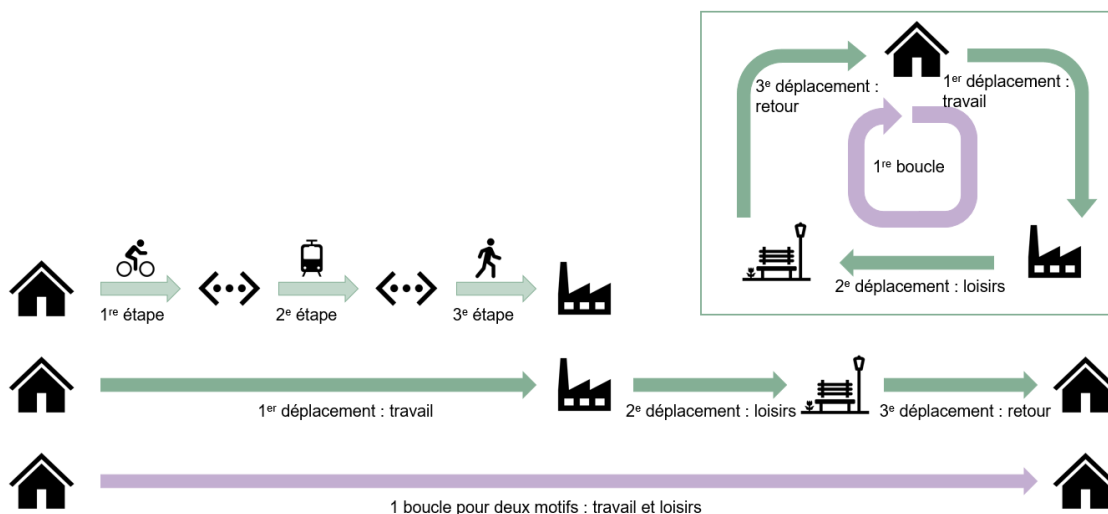 3ᵉ déplacement :
retour
1ᵉʳ déplacement :
travail
1ʳᵉ boucle
2ᵉ déplacement : loisirs
1ʳᵉ étape
2ᵉ étape
3ᵉ étape
1ᵉʳ déplacement : travail
2ᵉ déplacement : loisirs
3ᵉ déplacement : retour
1 boucle pour deux motifs : travail et loisirs